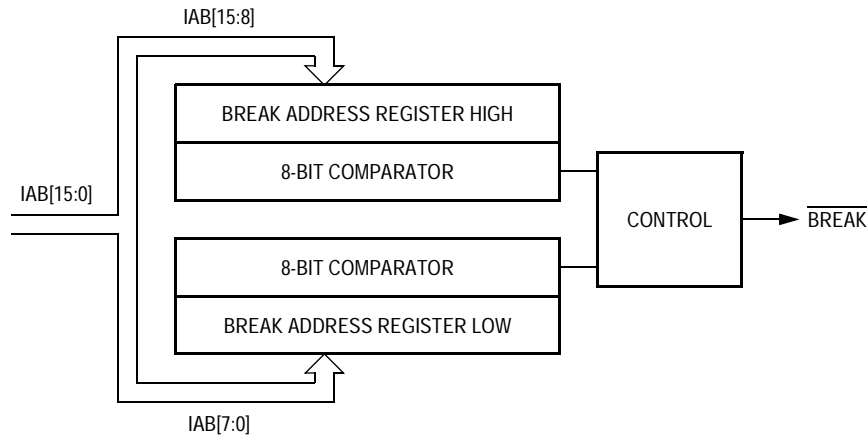 IAB[15:8]
BREAK ADDRESS REGISTER HIGH
8-BIT COMPARATOR
IAB[15:0]
CONTROL
BREAK
8-BIT COMPARATOR
BREAK ADDRESS REGISTER LOW
IAB[7:0]